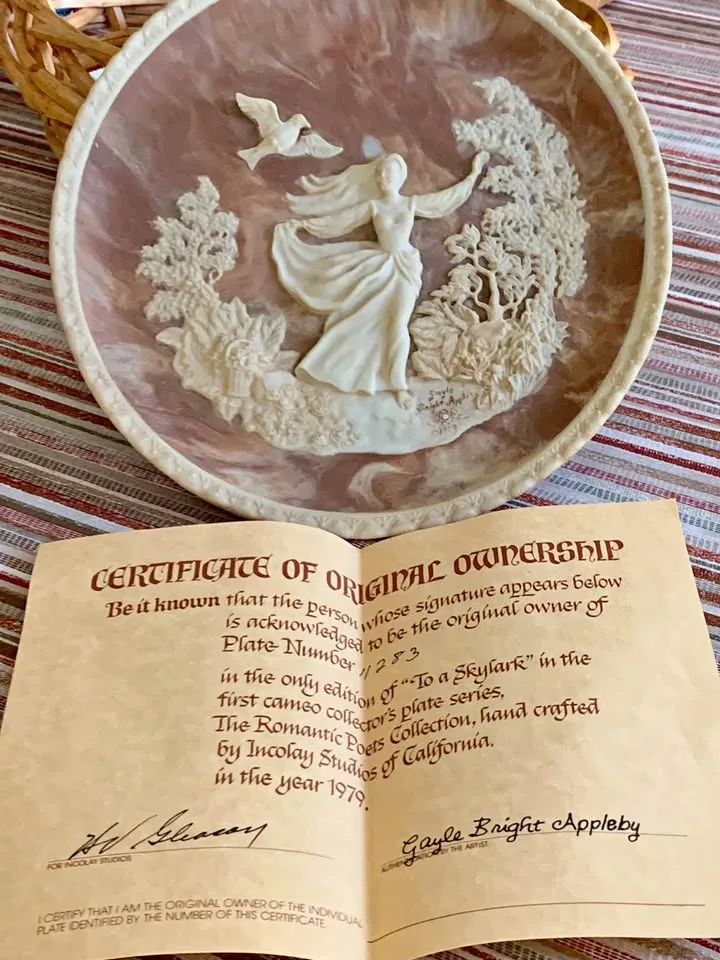 Gayle
CERTIFICATE OF ORIGINAL OWNERSHIP
Be it known that the person whose signature appears below
is acknowledged to be the original owner of
Plate Number 283
in the only edition of "To a Skylark" in the
first cameo collector's plate series,
The Romantic Poets Collection, hand crafted
by Incolay Studios of California.
in the year 1979.
Gleason
Gayle Bright Appleby
FOR INCOLAY STUDIOS
AUTHENTICATION BY THE ARTIST
I CERTIFY THAT I AM THE ORIGINAL OWNER OF THE INDIVIDUAL
PLATE IDENTIFIED BY THE NUMBER OF THIS CERTIFICATE.